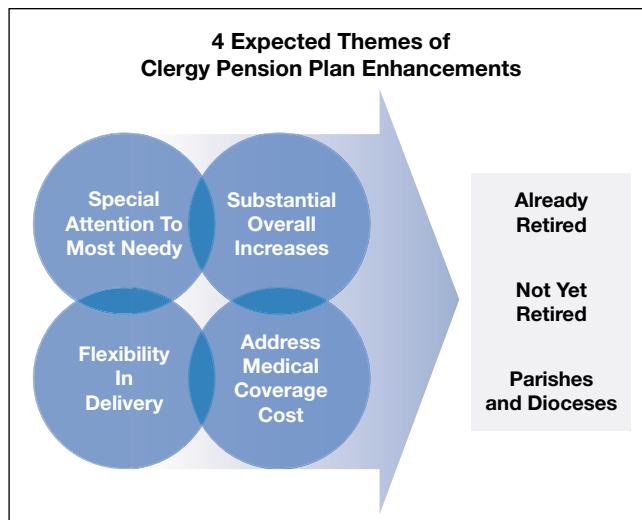 4 Expected Themes of
Clergy Pension Plan Enhancements
Special
Attention To
Most Needy
Substantial
Overall
Increases
Flexibility
In
Delivery
Address
Medical
Coverage
Cost
Already
Retired
Not Yet
Retired
Parishes
and Dioceses